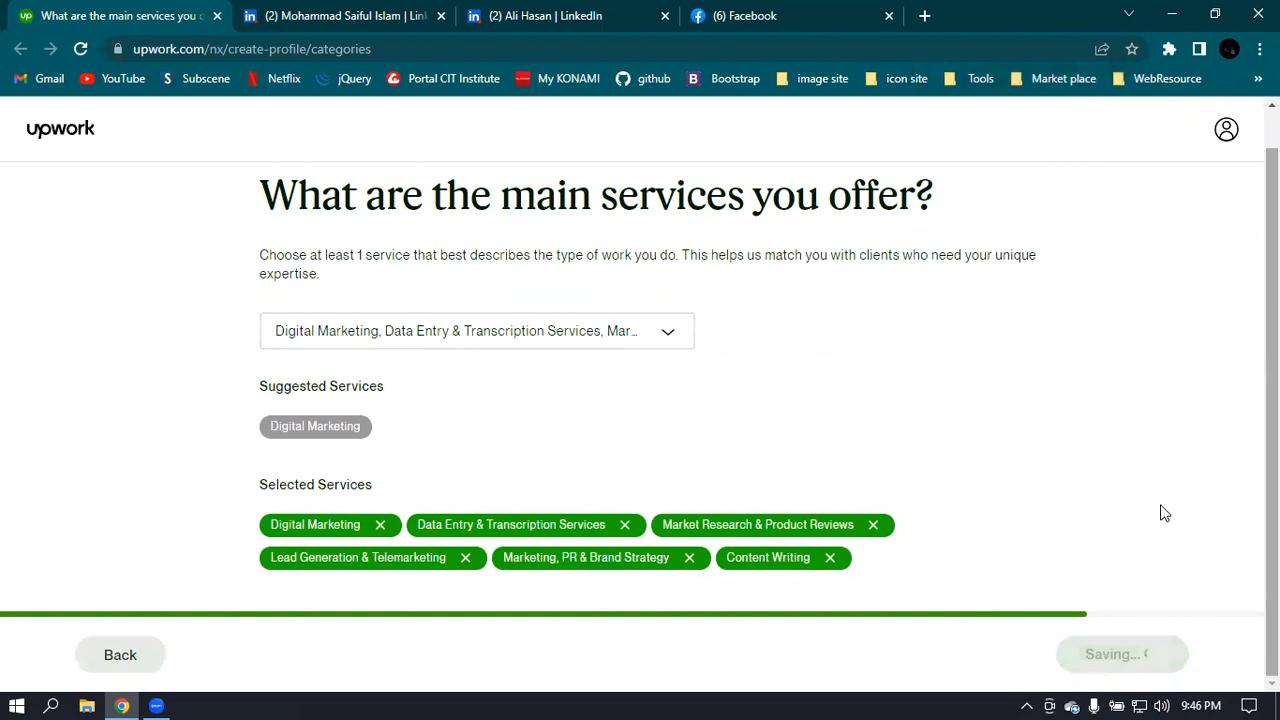 What are the main services you o
(2) Mohammad Saiful Islam | Link
(2) Ali Hasan | LinkedIn
(6) Facebook
upwork.com/nx/create-profile/categories
Gmail
YouTube
Subscene
Netflix
jQuery
Portal CIT Institute
My KONAMI
github
Bootstrap
image site
icon site
Tools
Market place
WebResource
»
upwork
What are the main services you offer?
Choose at least 1 service that best describes the type of work you do. This helps us match you with clients who need your unique
expertise.
Digital Marketing, Data Entry & Transcription Services, Mar...
Suggested Services
Digital Marketing
Selected Services
Digital Marketing
Data Entry & Transcription Services
Market Research & Product Reviews
Lead Generation & Telemarketing
Marketing, PR & Brand Strategy
Content Writing
Back
Saving...
9:46 PM